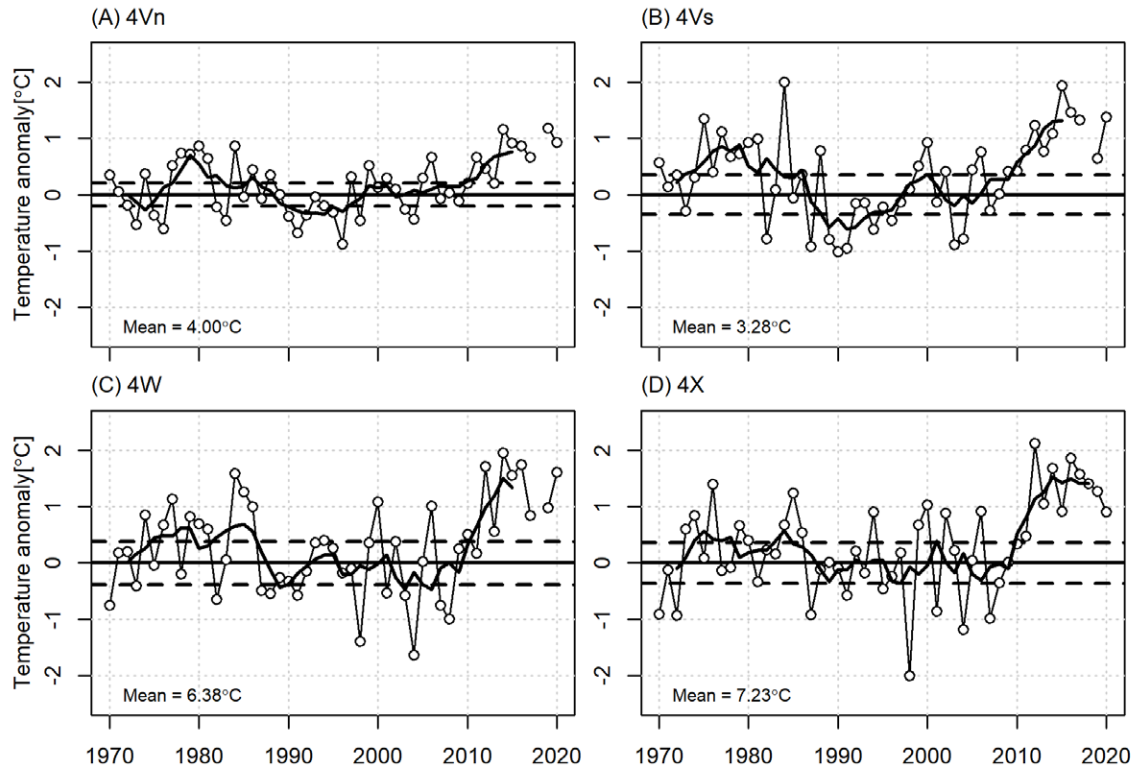 (A) 4Vn
(B) 4Vs
Temperature anomaly[°C]
2
1
0
-1
-2
Mean = 4.00°C
2
1
0
-1
-2
Mean = 3.28°C
(C) 4W
(D) 4X
Temperature anomaly[°C]
2
1
0
-1
-2
Mean = 6.38°C
2
1
0
-1
-2
Mean = 7.23°C
1970 1980 1990 2000 2010 2020
1970 1980 1990 2000 2010 2020